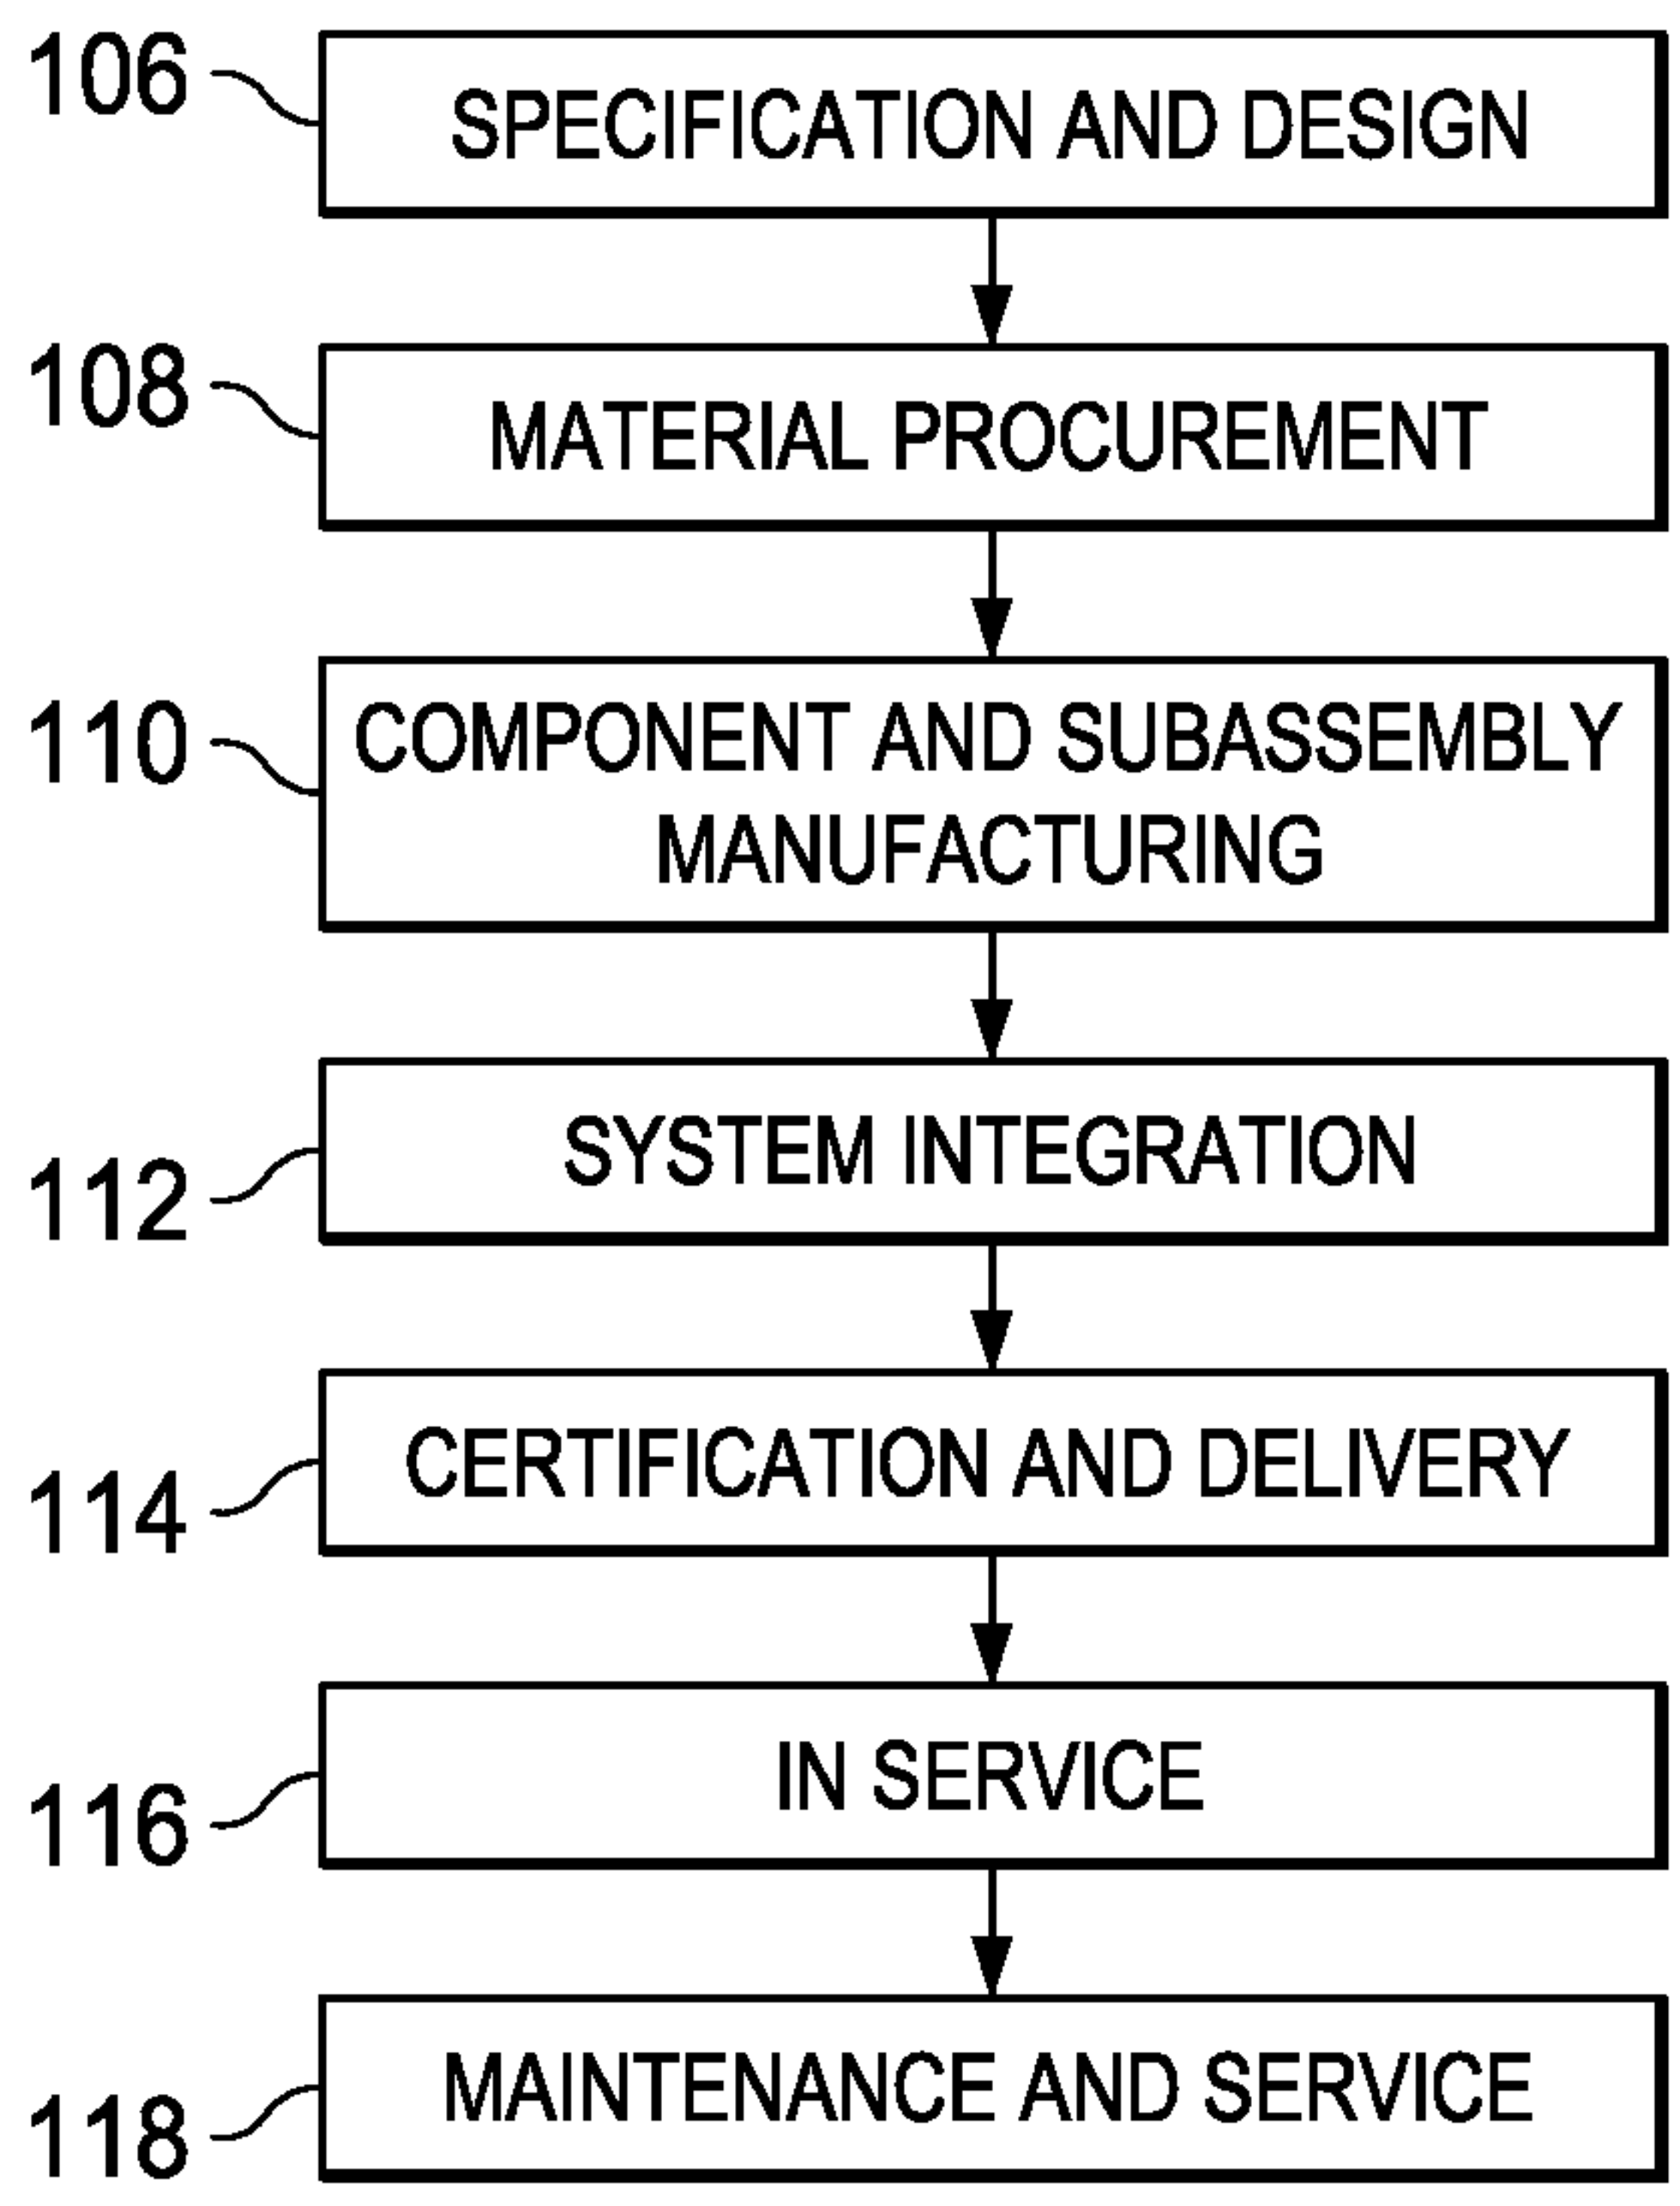 106
SPECIFICATION AND DESIGN
108
MATERIAL PROCUREMENT
110
COMPONENT AND SUBASSEMBLY
MANUFACTURING
112
SYSTEM INTEGRATION
114
CERTIFICATION AND DELIVERY
116
IN SERVICE
118
MAINTENANCE AND SERVICE